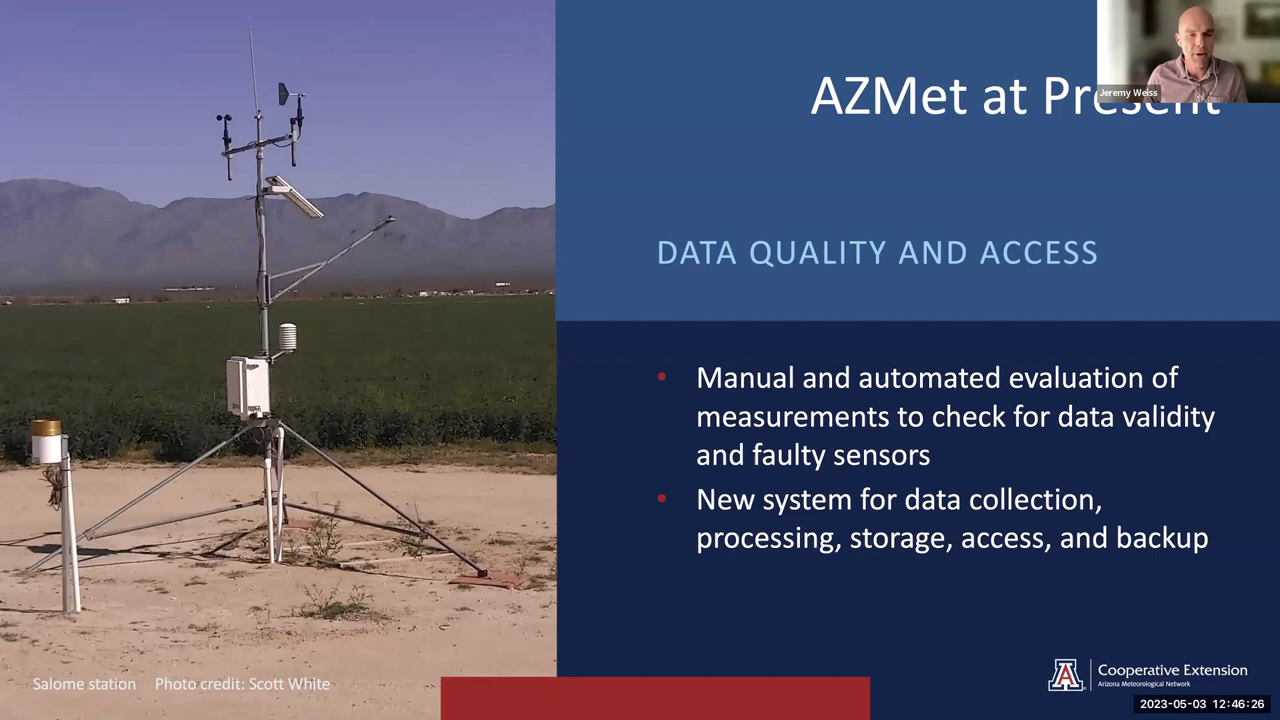 AZMet at Present
Jeremy Weiss
DATA QUALITY AND ACCESS
• Manual and automated evaluation of
measurements to check for data validity
and faulty sensors
• New system for data collection,
processing, storage, access, and backup
Salome station Photo credit: Scott White
A
Cooperative Extension
Arizona Meteorological Network
2023-05-03 12:46:26